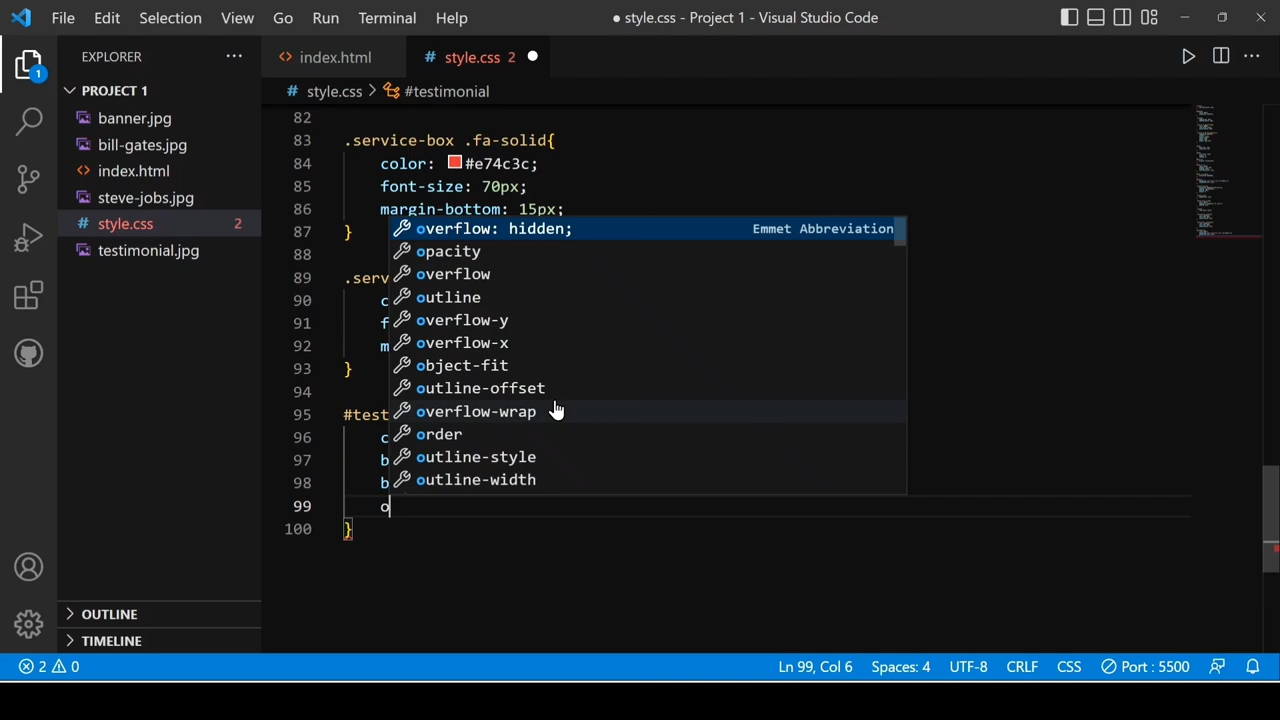 File Edit Selection View Go Run Terminal Help ● style.css - Project 1 - Visual Studio Code
EXPLORER ··· <> index.html # style.css 2
PROJECT 1 # style.css > #testimonial
banner.jpg
bill-gates.jpg
<> index.html
steve-jobs.jpg
# style.css 2
testimonial.jpg
1
82
83 .service-box .fa-solid{
84 color: #e74c3c;
85 font-size: 70px;
86 margin-bottom: 15px;
87 }
88
89 .serv
90 c
91 f
92 m
93 }
94
95 #test
96 c
97 b
98 b
99 o
100 }
overflow: hidden; Emmet Abbreviation
opacity
overflow
outline
overflow-y
overflow-x
object-fit
outline-offset
overflow-wrap
order
outline-style
outline-width
OUTLINE
TIMELINE
2 0 Ln 99, Col 6 Spaces: 4 UTF-8 CRLF CSS Port : 5500